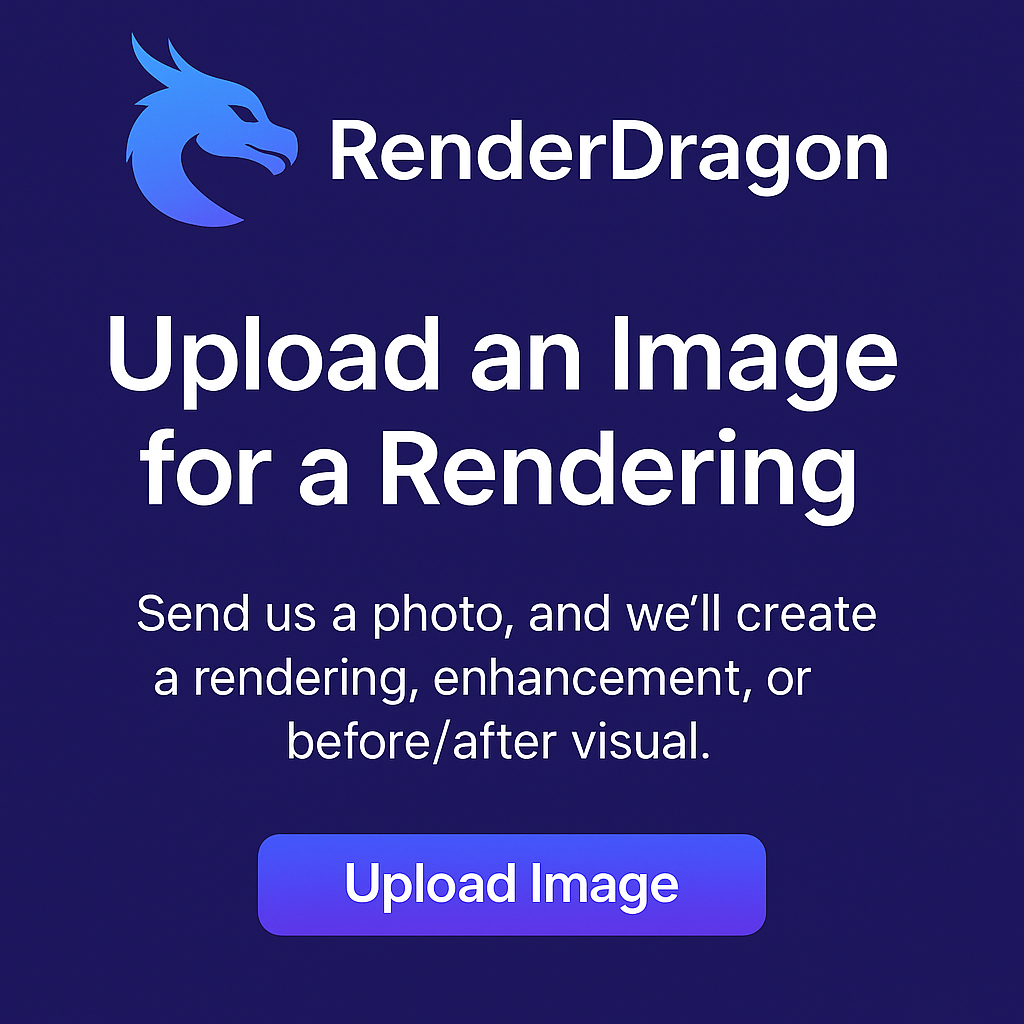 RenderDragon
Upload an Image
for a Rendering
Send us a photo, and we’ll create
a rendering, enhancement, or
before/after visual.
Upload Image